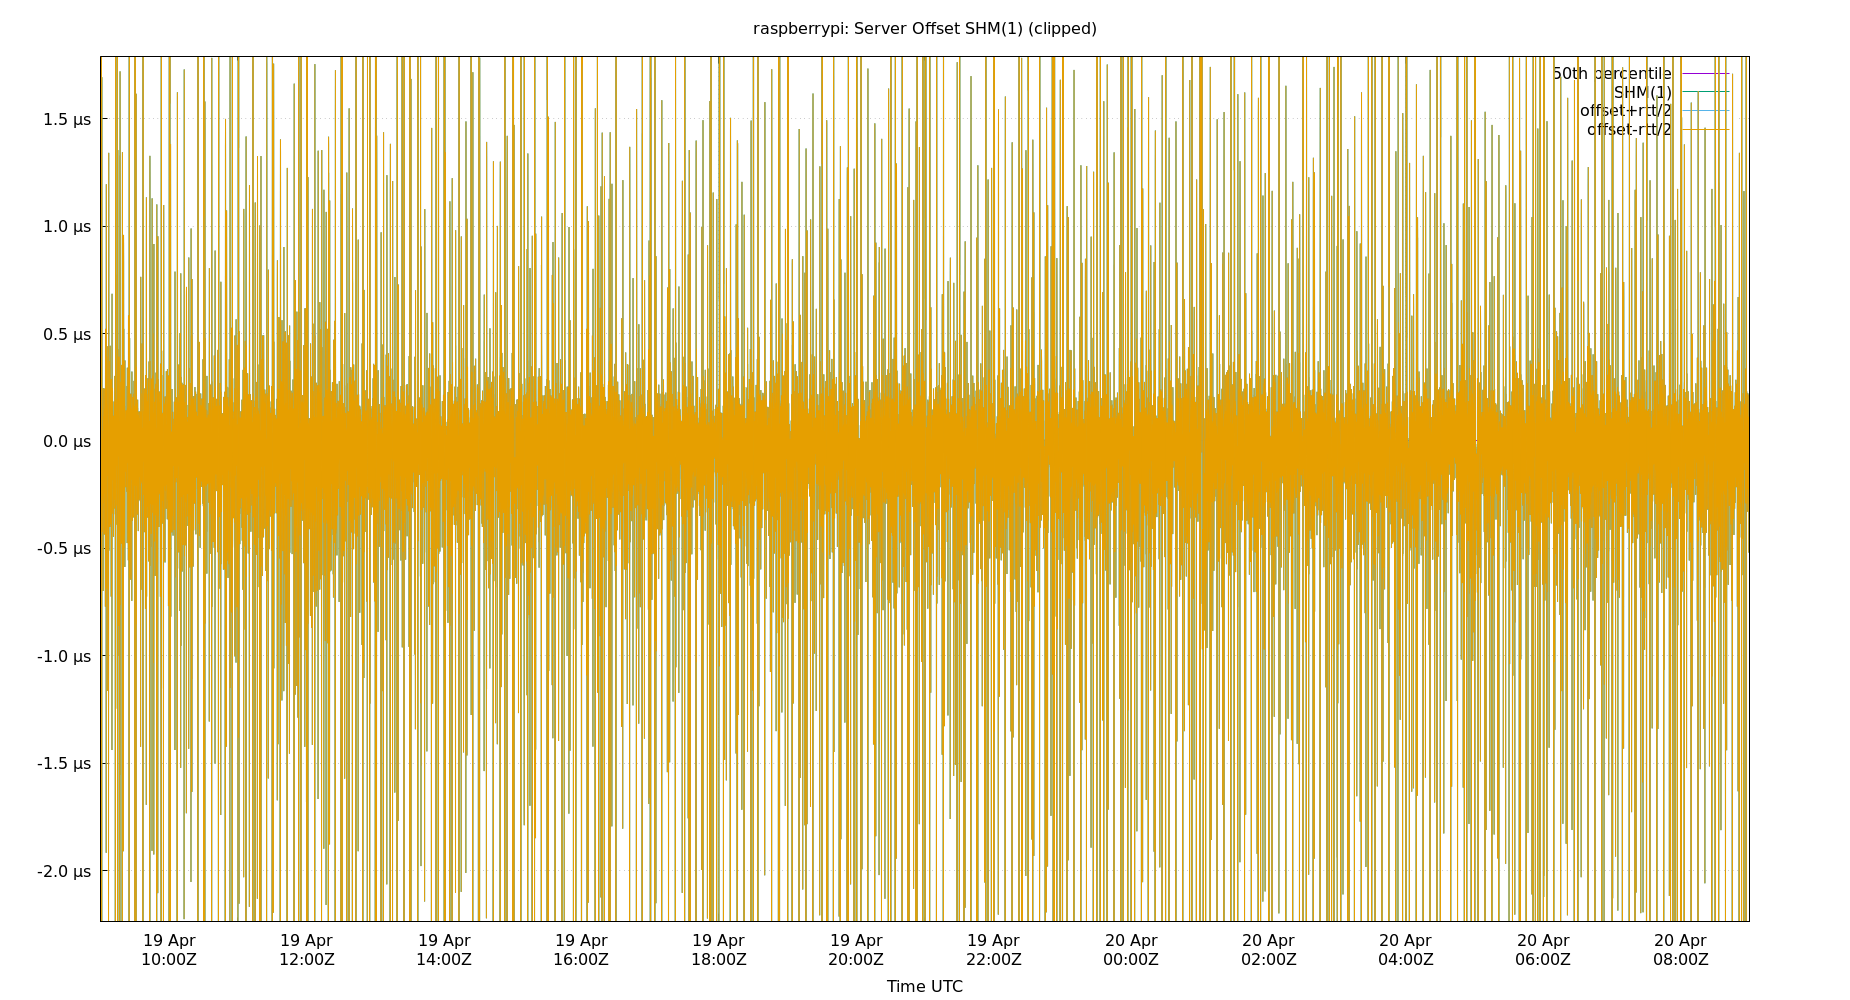 raspberrypi: Server Offset SHM(1) (clipped)
50th percentile
SHM(1)
offset+rtt/2
offset-rtt/2
1.5 µs
1.0 µs
0.5 µs
0.0 µs
-0.5 µs
-1.0 µs
-1.5 µs
-2.0 µs
19 Apr 19 Apr 19 Apr 19 Apr 19 Apr 19 Apr 19 Apr 20 Apr 20 Apr 20 Apr 20 Apr 20 Apr
10:00Z 12:00Z 14:00Z 16:00Z 18:00Z 20:00Z 22:00Z 00:00Z 02:00Z 04:00Z 06:00Z 08:00Z
Time UTC